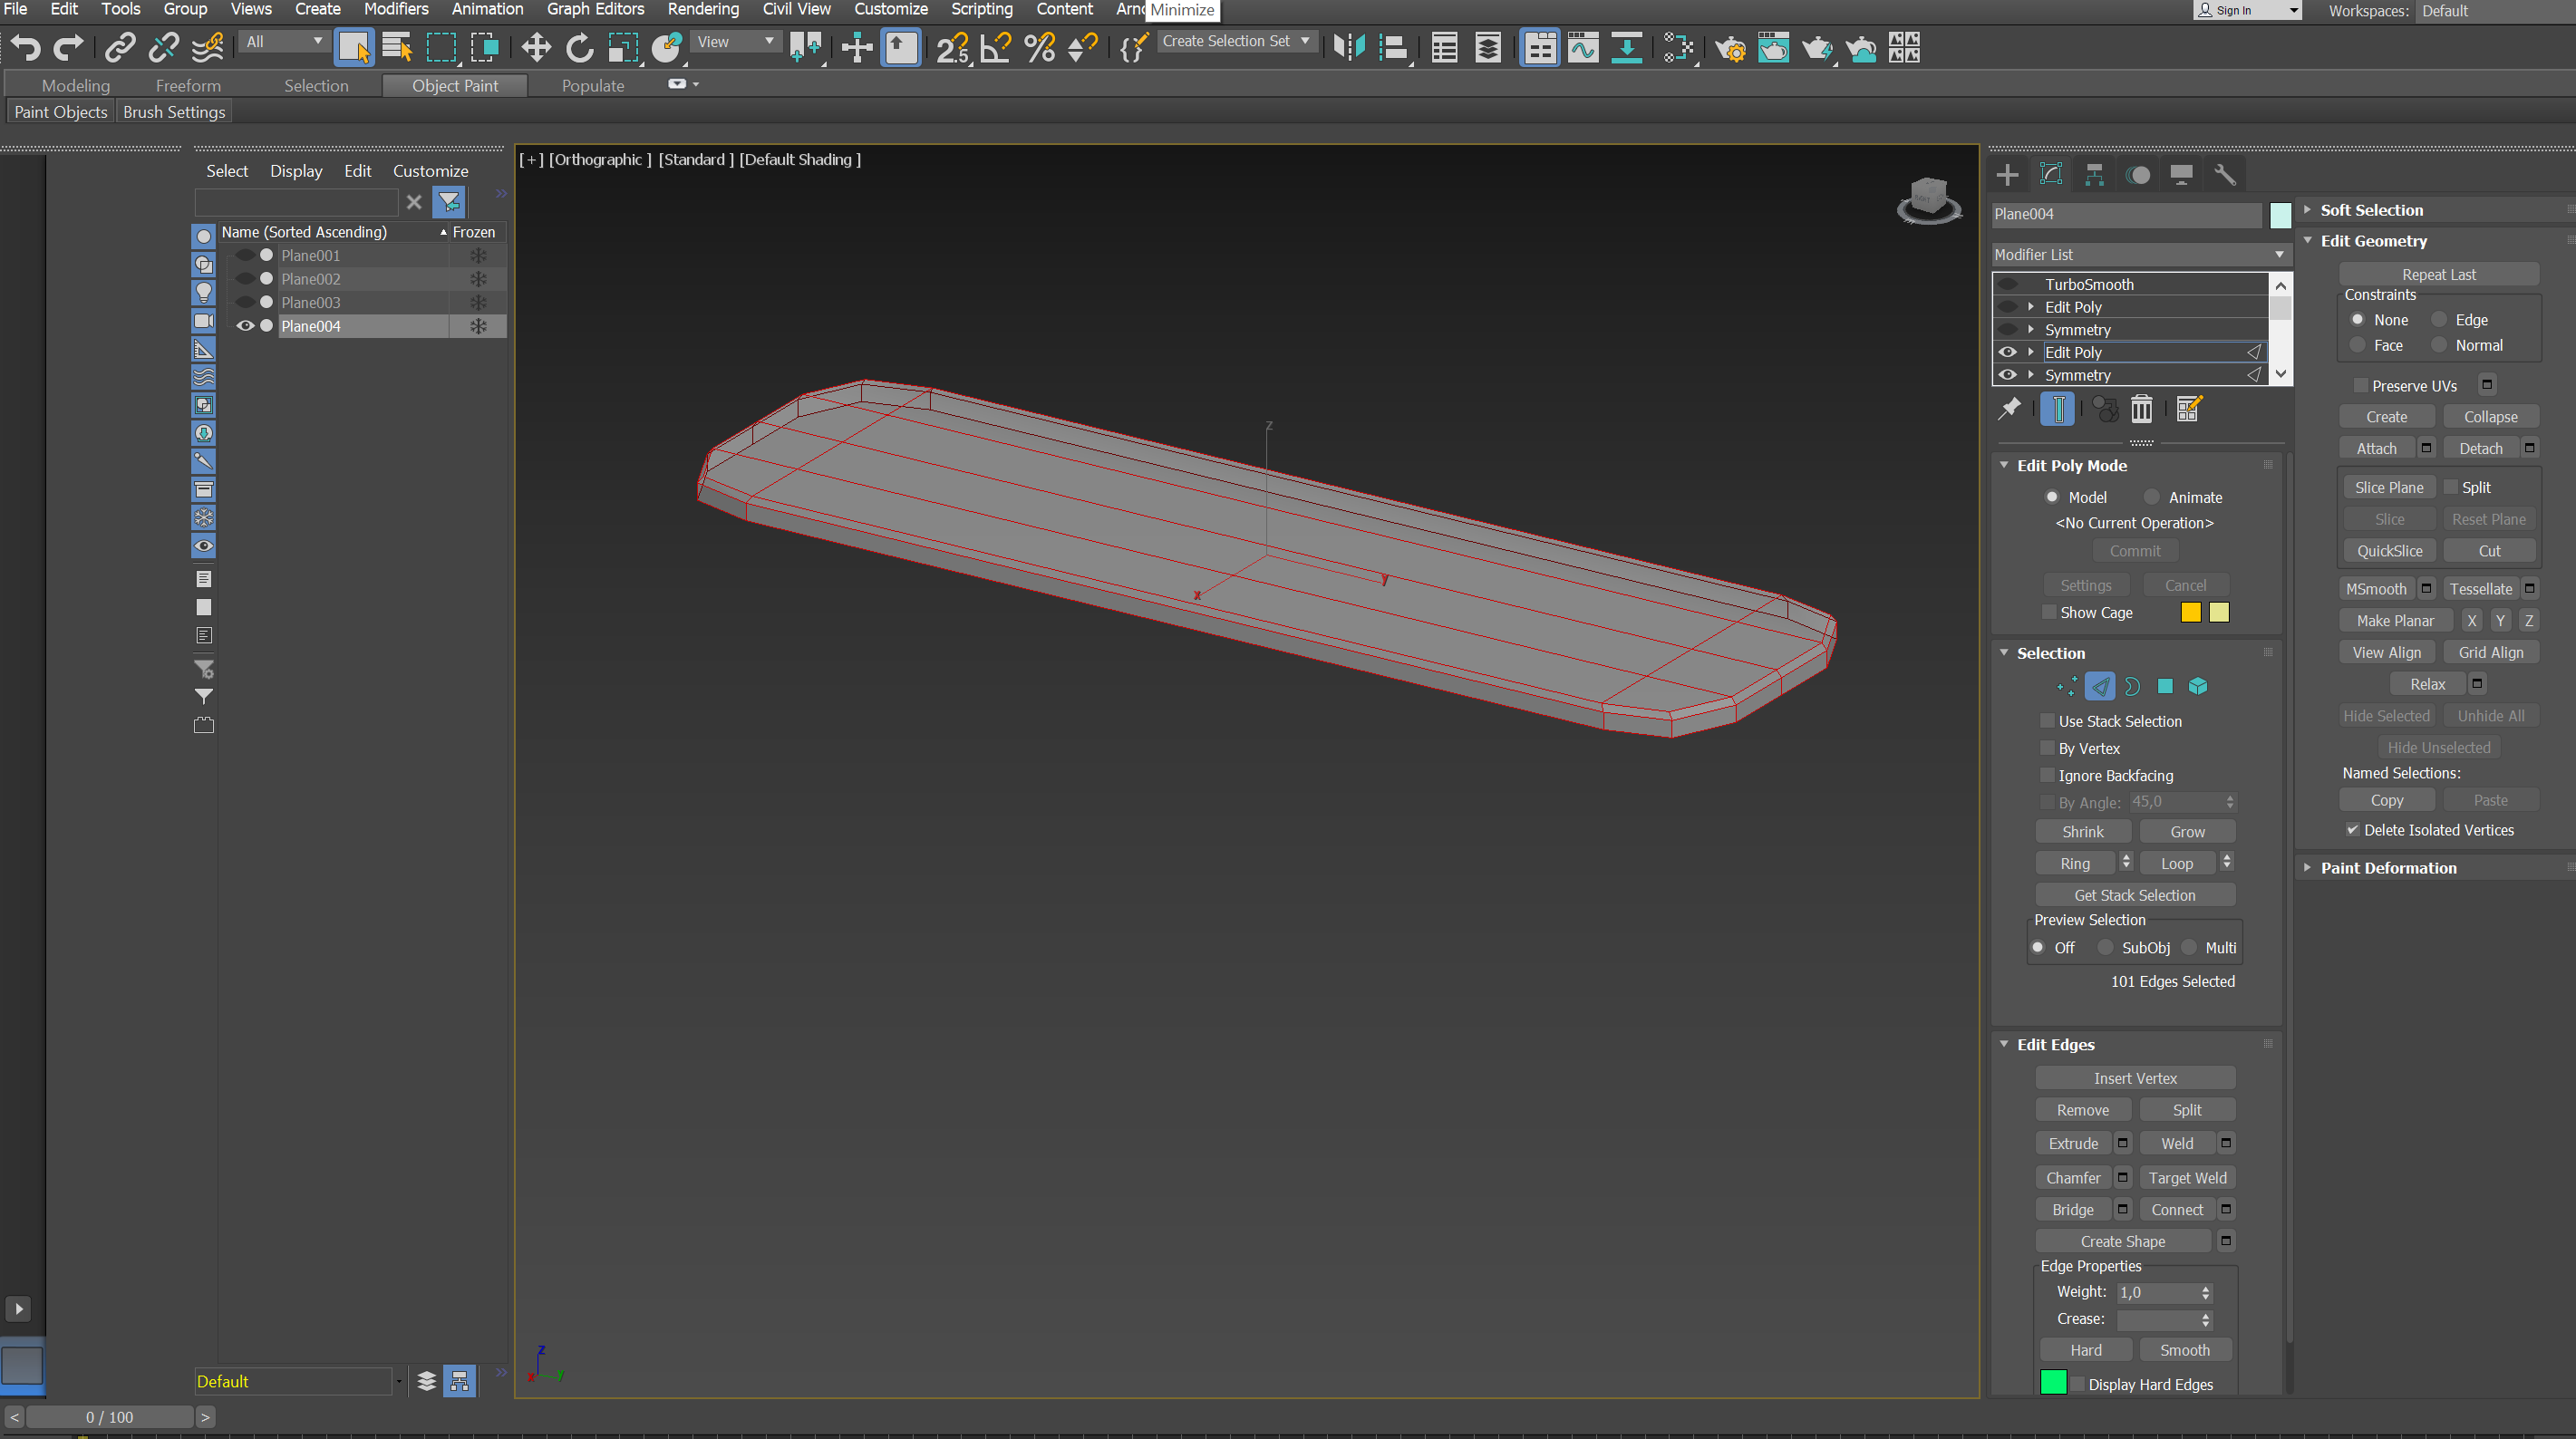 File Edit Tools Group Views Create Modifiers Animation Graph Editors Rendering Civil View Customize Scripting Content Arno Minimize Sign In Workspaces: Default
All View 2.5 Create Selection Set
Modeling Freeform Selection Object Paint Populate
Paint Objects Brush Settings
Select Display Edit Customize
Name (Sorted Ascending) Frozen
Plane001
Plane002
Plane003
Plane004
Default
0 / 100
[+] [Orthographic ] [Standard ] [Default Shading ]
z
y
x
z
x y
Plane004
Modifier List
TurboSmooth
Edit Poly
Symmetry
Edit Poly
Symmetry
Edit Poly Mode
Model Animate
<No Current Operation>
Commit
Settings Cancel
Show Cage
Selection
Use Stack Selection
By Vertex
Ignore Backfacing
By Angle: 45,0
Shrink Grow
Ring Loop
Get Stack Selection
Preview Selection
Off SubObj Multi
101 Edges Selected
Edit Edges
Insert Vertex
Remove Split
Extrude Weld
Chamfer Target Weld
Bridge Connect
Create Shape
Edge Properties
Weight: 1,0
Crease:
Hard Smooth
Display Hard Edges
Soft Selection
Edit Geometry
Repeat Last
Constraints
None Edge
Face Normal
Preserve UVs
Create Collapse
Attach Detach
Slice Plane Split
Slice Reset Plane
QuickSlice Cut
MSmooth Tessellate
Make Planar X Y Z
View Align Grid Align
Relax
Hide Selected Unhide All
Hide Unselected
Named Selections:
Copy Paste
Delete Isolated Vertices
Paint Deformation